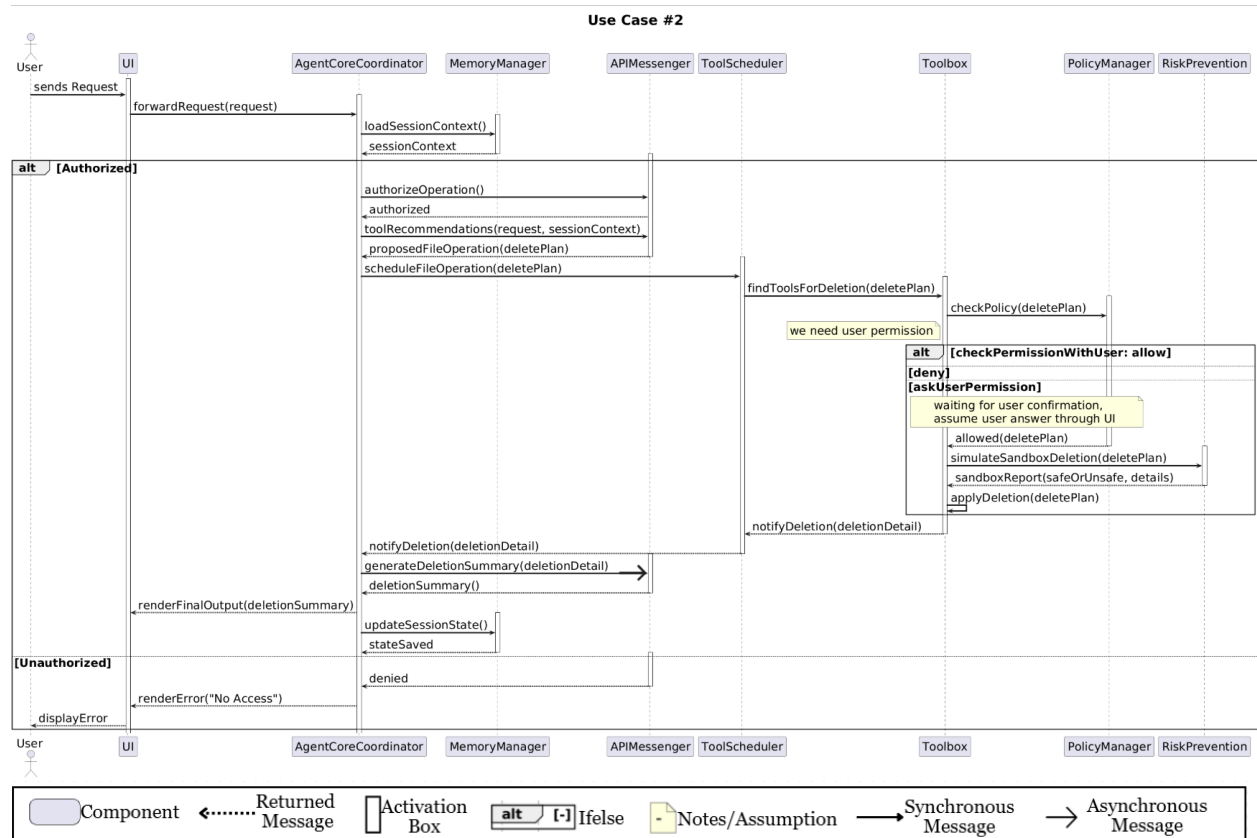 Use Case #2
User
UI
AgentCoreCoordinator
MemoryManager
APIMessenger
ToolScheduler
Toolbox
PolicyManager
RiskPrevention
sends Request
forwardRequest(request)
loadSessionContext()
sessionContext
alt [Authorized]
authorizeOperation()
authorized
toolRecommendations(request, sessionContext)
proposedFileOperation(deletePlan)
scheduleFileOperation(deletePlan)
findToolsForDeletion(deletePlan)
checkPolicy(deletePlan)
we need user permission
alt [checkPermissionWithUser: allow]
[deny]
[askUserPermission]
waiting for user confirmation,
assume user answer through UI
allowed(deletePlan)
simulateSandboxDeletion(deletePlan)
sandboxReport(safeOrUnsafe, details)
applyDeletion(deletePlan)
notifyDeletion(deletionDetail)
notifyDeletion(deletionDetail)
generateDeletionSummary(deletionDetail)
deletionSummary()
renderFinalOutput(deletionSummary)
updateSessionState()
stateSaved
[Unauthorized]
denied
renderError("No Access")
displayError
User
UI
AgentCoreCoordinator
MemoryManager
APIMessenger
ToolScheduler
Toolbox
PolicyManager
RiskPrevention
Component
Returned
Message
Activation
Box
alt [-] Ifelse
- Notes/Assumption
Synchronous
Message
Asynchronous
Message